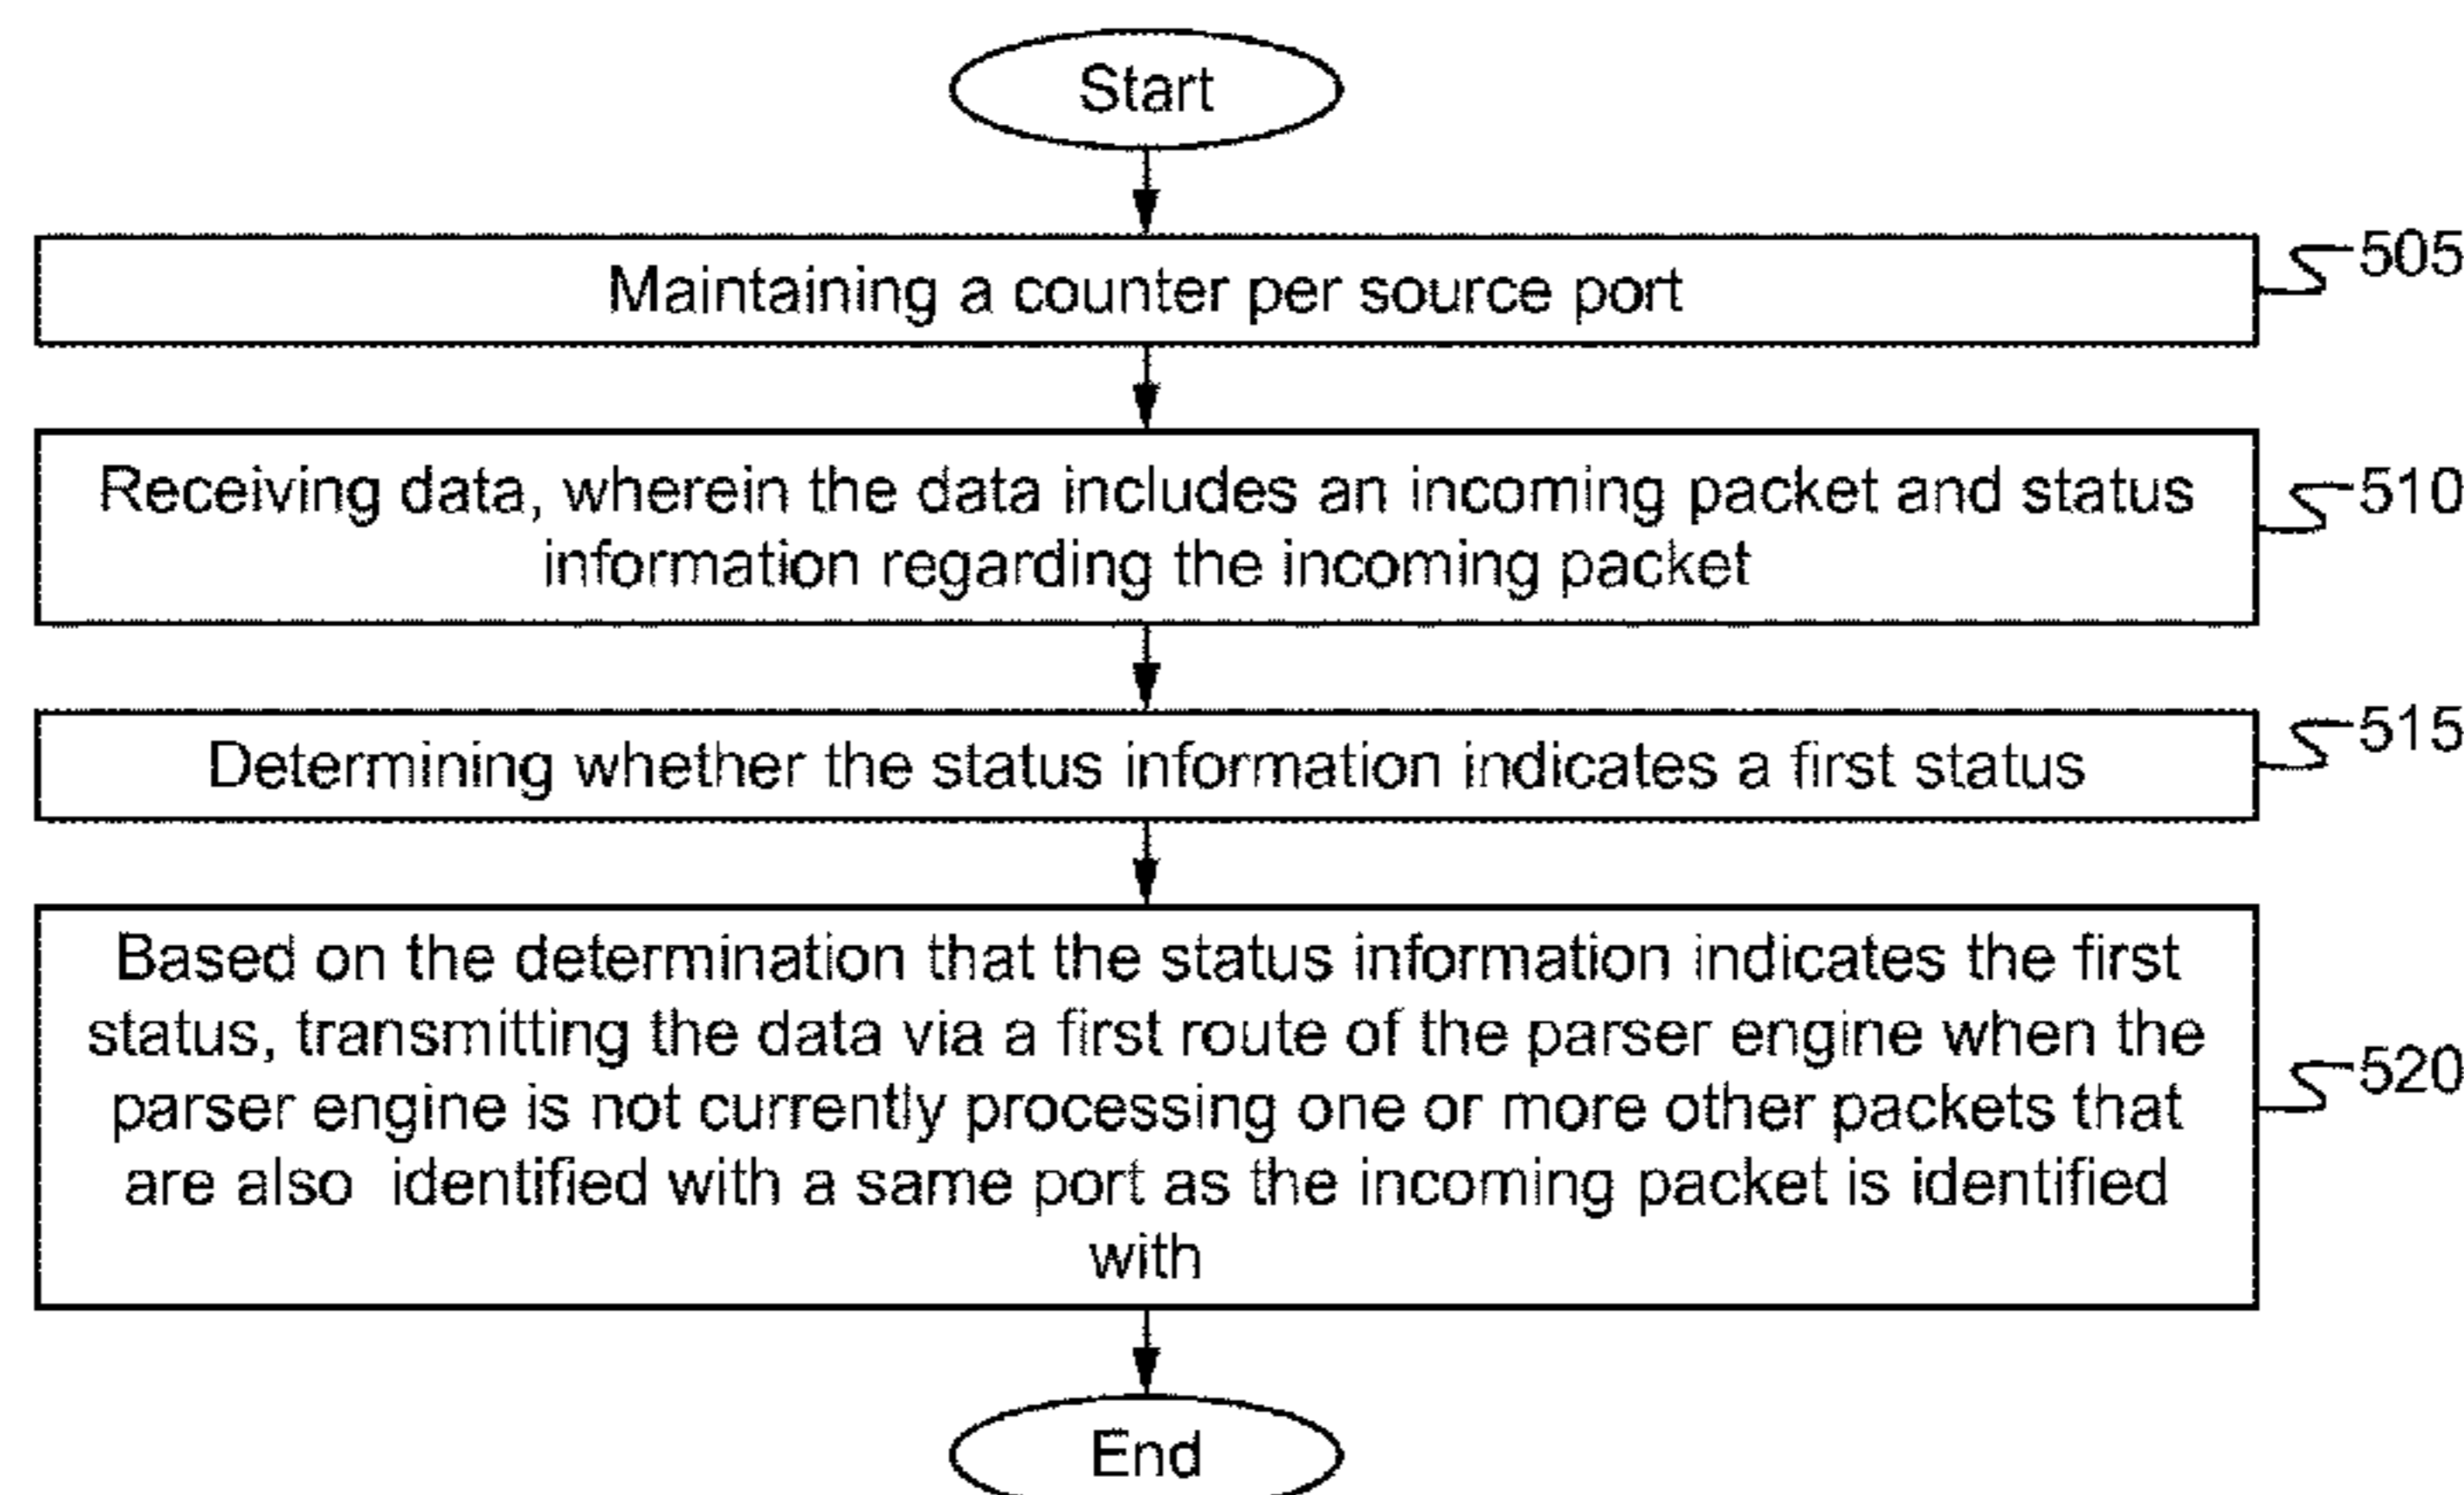 Start
Maintaining a counter per source port
505
Receiving data, wherein the data includes an incoming packet and status
information regarding the incoming packet
510
Determining whether the status information indicates a first status
515
Based on the determination that the status information indicates the first
status, transmitting the data via a first route of the parser engine when the
parser engine is not currently processing one or more other packets that
are also identified with a same port as the incoming packet is identified
with
520
End